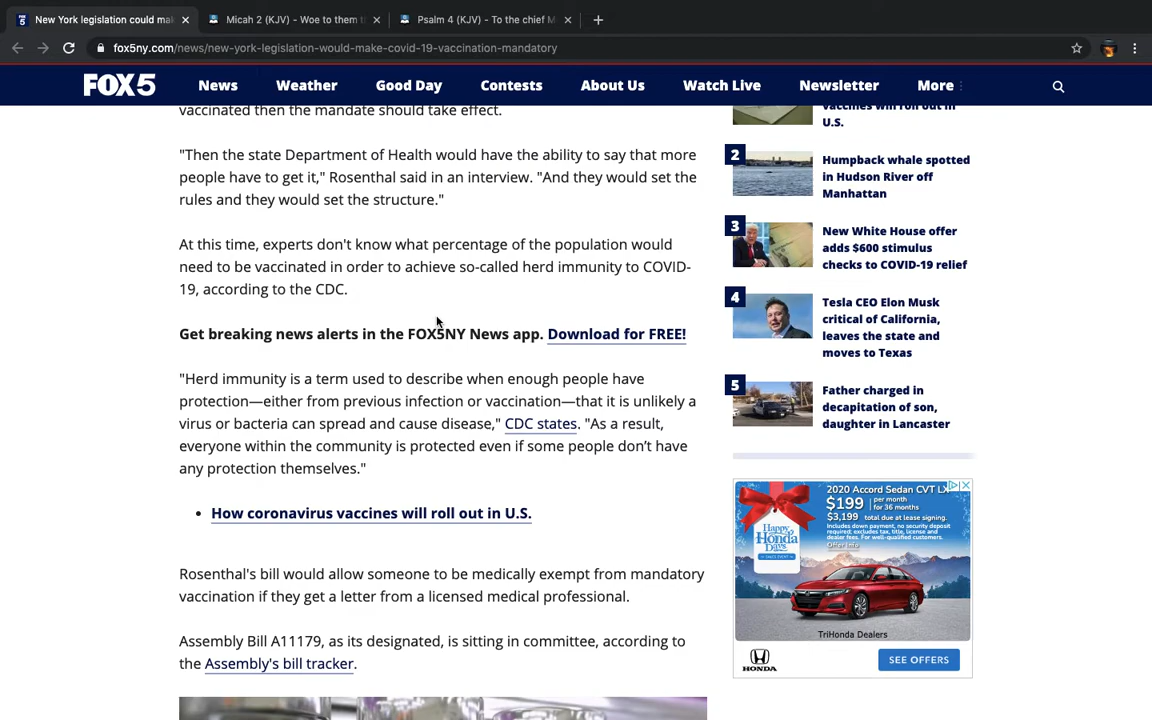 New York legislation could mak
Micah 2 (KJV) - Woe to them t
Psalm 4 (KJV) - To the chief M
fox5ny.com/news/new-york-legislation-would-make-covid-19-vaccination-mandatory
FOX5 News Weather Good Day Contests About Us Watch Live Newsletter More
vaccinated then the mandate should take effect.
"Then the state Department of Health would have the ability to say that more
people have to get it," Rosenthal said in an interview. "And they would set the
rules and they would set the structure."
At this time, experts don't know what percentage of the population would
need to be vaccinated in order to achieve so-called herd immunity to COVID-
19, according to the CDC.
Get breaking news alerts in the FOX5NY News app. Download for FREE!
"Herd immunity is a term used to describe when enough people have
protection—either from previous infection or vaccination—that it is unlikely a
virus or bacteria can spread and cause disease," CDC states. "As a result,
everyone within the community is protected even if some people don't have
any protection themselves."
• How coronavirus vaccines will roll out in U.S.
Rosenthal's bill would allow someone to be medically exempt from mandatory
vaccination if they get a letter from a licensed medical professional.
Assembly Bill A11179, as its designated, is sitting in committee, according to
the Assembly's bill tracker.
vaccines will roll out in
U.S.
2
Humpback whale spotted
in Hudson River off
Manhattan
3
New White House offer
adds $600 stimulus
checks to COVID-19 relief
4
Tesla CEO Elon Musk
critical of California,
leaves the state and
moves to Texas
5
Father charged in
decapitation of son,
daughter in Lancaster
2020 Accord Sedan CVT LX
$199 per month
for 36 months
$3,199 total due at lease signing.
Includes down payment, no security deposit
required; excludes tax, title, license and
dealer fees. For well-qualified customers.
Offer Info
Happy
Honda
Days
SALES EVENT
TriHonda Dealers
HONDA
SEE OFFERS